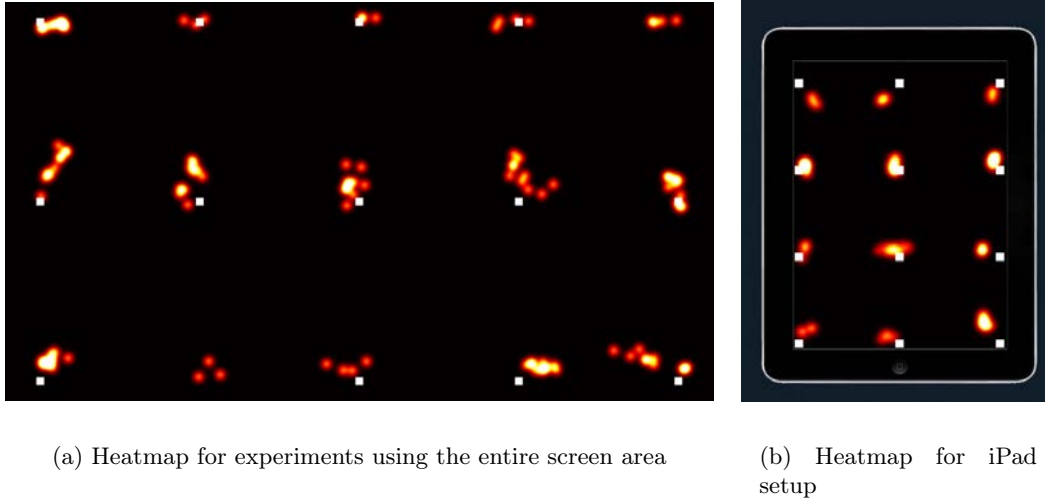 (a) Heatmap for experiments using the entire screen area
(b) Heatmap for iPad
setup